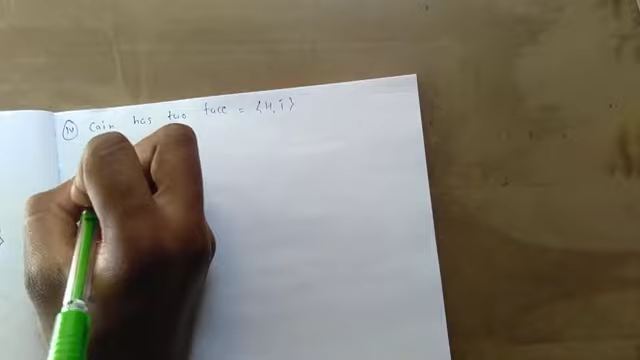 Coin has two face = {H, T}